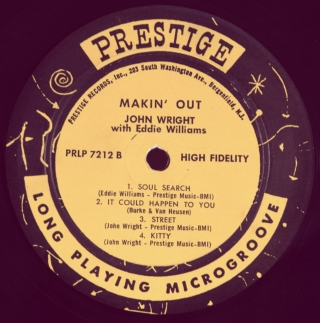 PRESTIGE
PRESTIGE RECORDS, Inc., 203 South Washington Ave., Bergenfield, N.J.
MAKIN' OUT
JOHN WRIGHT
with Eddie Williams
PRLP 7212 B
HIGH FIDELITY
1. SOUL SEARCH
(Eddie Williams - Prestige Music-BMI)
2. IT COULD HAPPEN TO YOU
(Burke & Van Heusen)
3. STREET
(John Wright - Prestige Music-BMI)
4. KITTY
(John Wright - Prestige Music-BMI)
LONG PLAYING MICROGROOVE